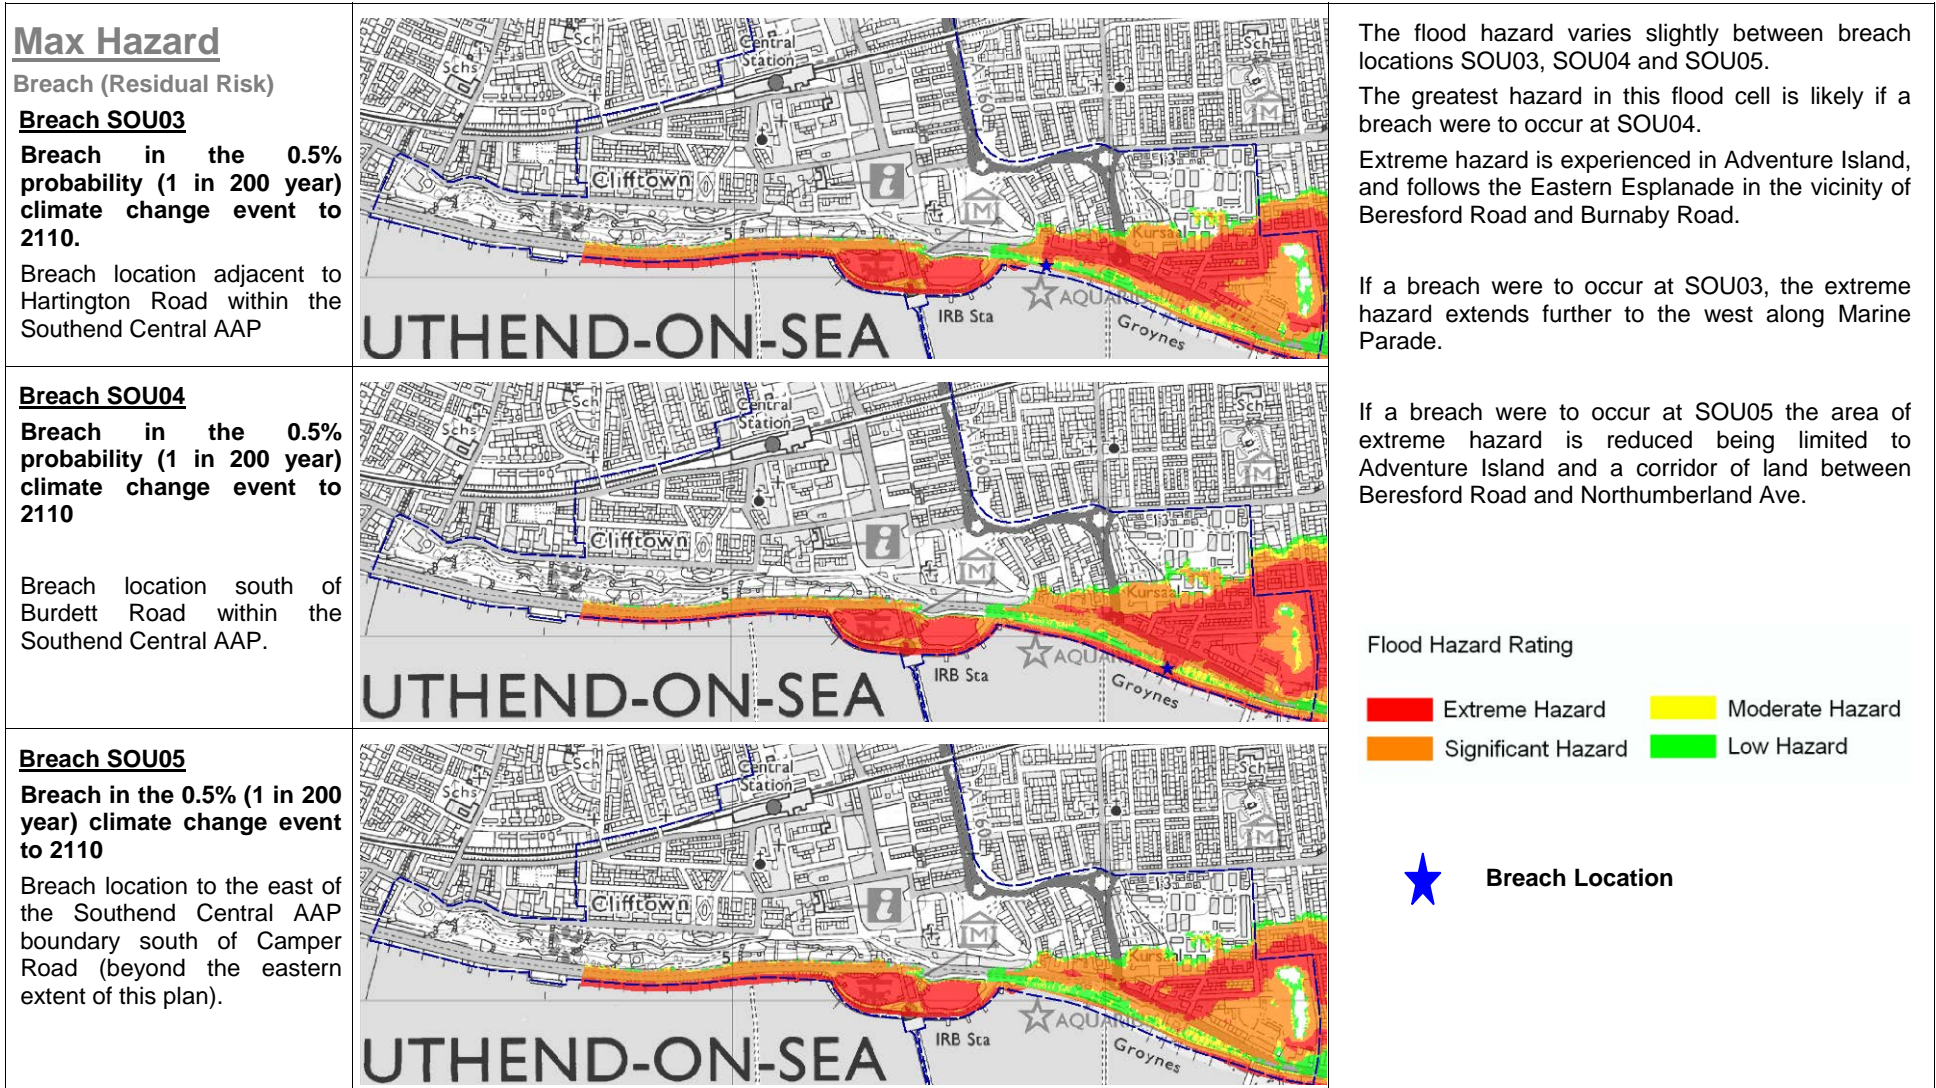 Max Hazard
Breach (Residual Risk)
Breach SOU03
Breach in the 0.5%
probability (1 in 200 year)
climate change event to
2110.
Breach location adjacent to
Hartington Road within the
Southend Central AAP
Sch
Schs
Central
Station
Sch
Clifftown
Kursaal
AQUARIU
IRB Sta
Groynes
UTHEND-ON-SEA
Breach SOU04
Breach in the 0.5%
probability (1 in 200 year)
climate change event to
2110
Breach location south of
Burdett Road within the
Southend Central AAP.
Sch
Schs
Central
Station
Sch
Clifftown
Kursaal
AQUARIU
IRB Sta
Groynes
UTHEND-ON-SEA
Breach SOU05
Breach in the 0.5% (1 in 200
year) climate change event
to 2110
Breach location to the east of
the Southend Central AAP
boundary south of Camper
Road (beyond the eastern
extent of this plan).
Sch
Schs
Central
Station
Sch
Clifftown
Kursaal
AQUARIU
IRB Sta
Groynes
UTHEND-ON-SEA
The flood hazard varies slightly between breach
locations SOU03, SOU04 and SOU05.
The greatest hazard in this flood cell is likely if a
breach were to occur at SOU04.
Extreme hazard is experienced in Adventure Island,
and follows the Eastern Esplanade in the vicinity of
Beresford Road and Burnaby Road.
If a breach were to occur at SOU03, the extreme
hazard extends further to the west along Marine
Parade.
If a breach were to occur at SOU05 the area of
extreme hazard is reduced being limited to
Adventure Island and a corridor of land between
Beresford Road and Northumberland Ave.
Flood Hazard Rating
Extreme Hazard
Moderate Hazard
Significant Hazard
Low Hazard
Breach Location